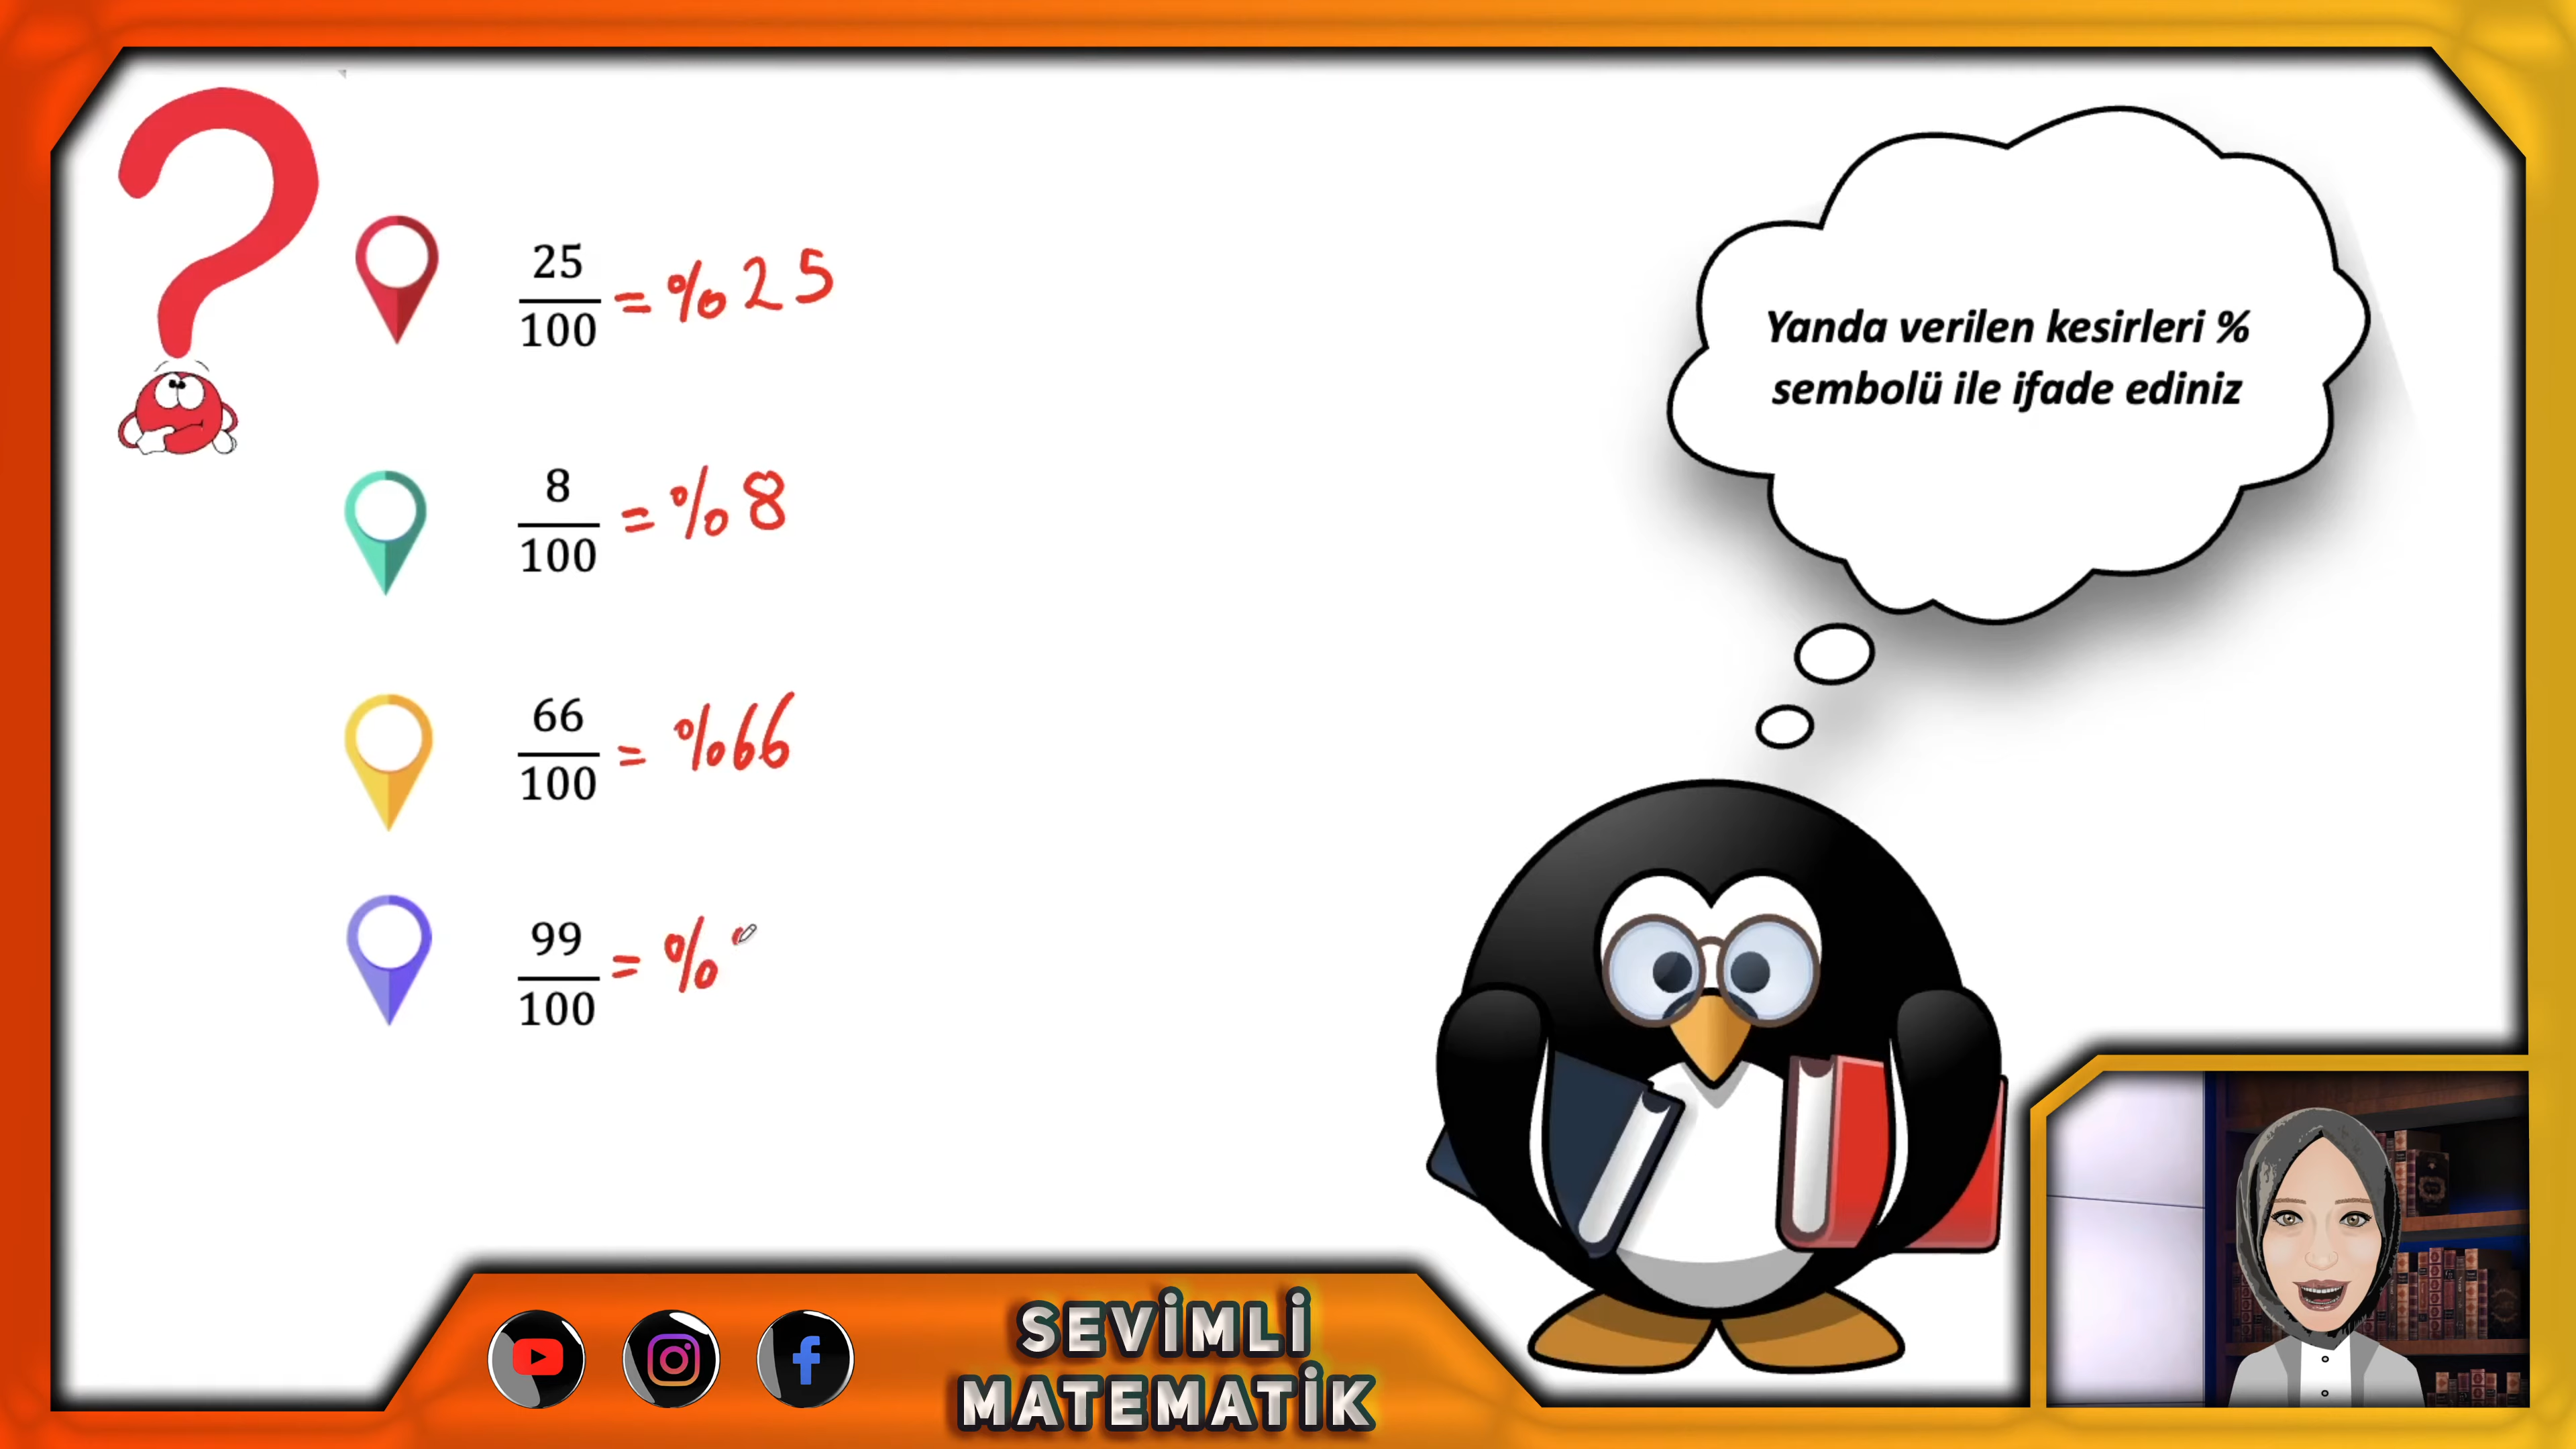 25/100 = %25
8/100 = %8
66/100 = %66
99/100 = %
Yanda verilen kesirleri %
sembolü ile ifade ediniz
SEVİMLİ
MATEMATİK